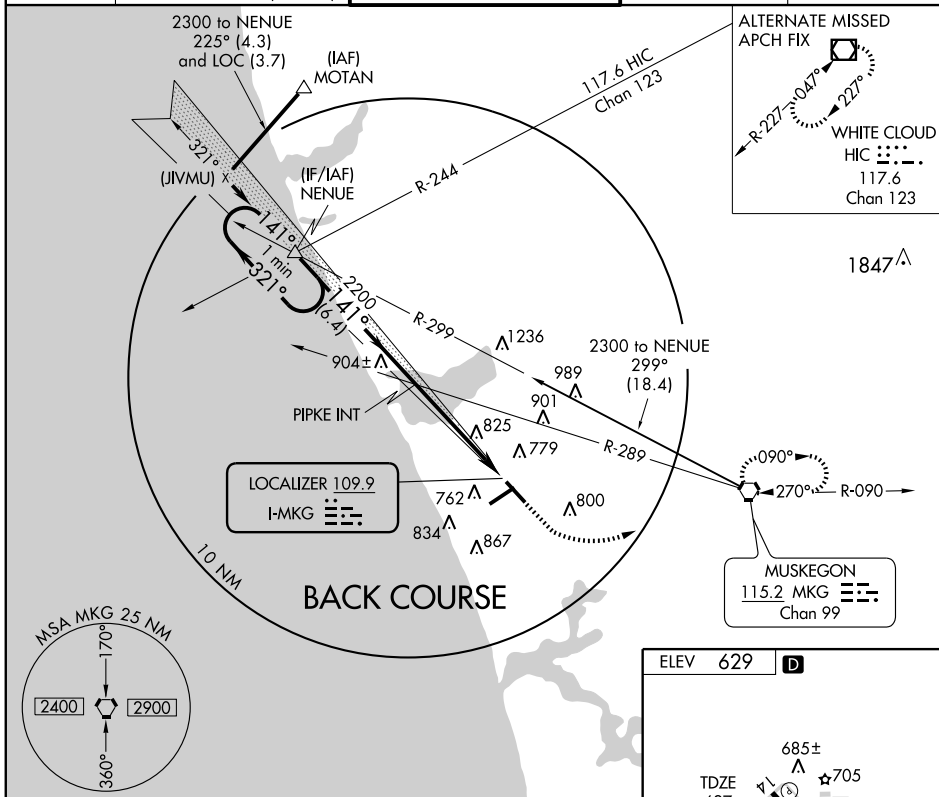 2300 to NENUE
225° (4.3)
and LOC (3.7)
(IAF)
MOTAN
117.6 HIC
Chan 123
ALTERNATE MISSED
APCH FIX
R-227
047°
227°
WHITE CLOUD
HIC
117.6
Chan 123
321°
(JIVMU)
(IF/IAF)
NENUE
R-244
141°
1 min
321°
2200
141°
(6.4)
R-299
1847
1236
2300 to NENUE
299°
(18.4)
904±
989
901
PIPKE INT
825
779
R-289
090°
270°
R-090
LOCALIZER 109.9
I-MKG
762
800
834
867
10 NM
BACK COURSE
MUSKEGON
115.2 MKG
Chan 99
MSA MKG 25 NM
170°
2400
2900
360°
ELEV 629
D
685±
705
TDZE